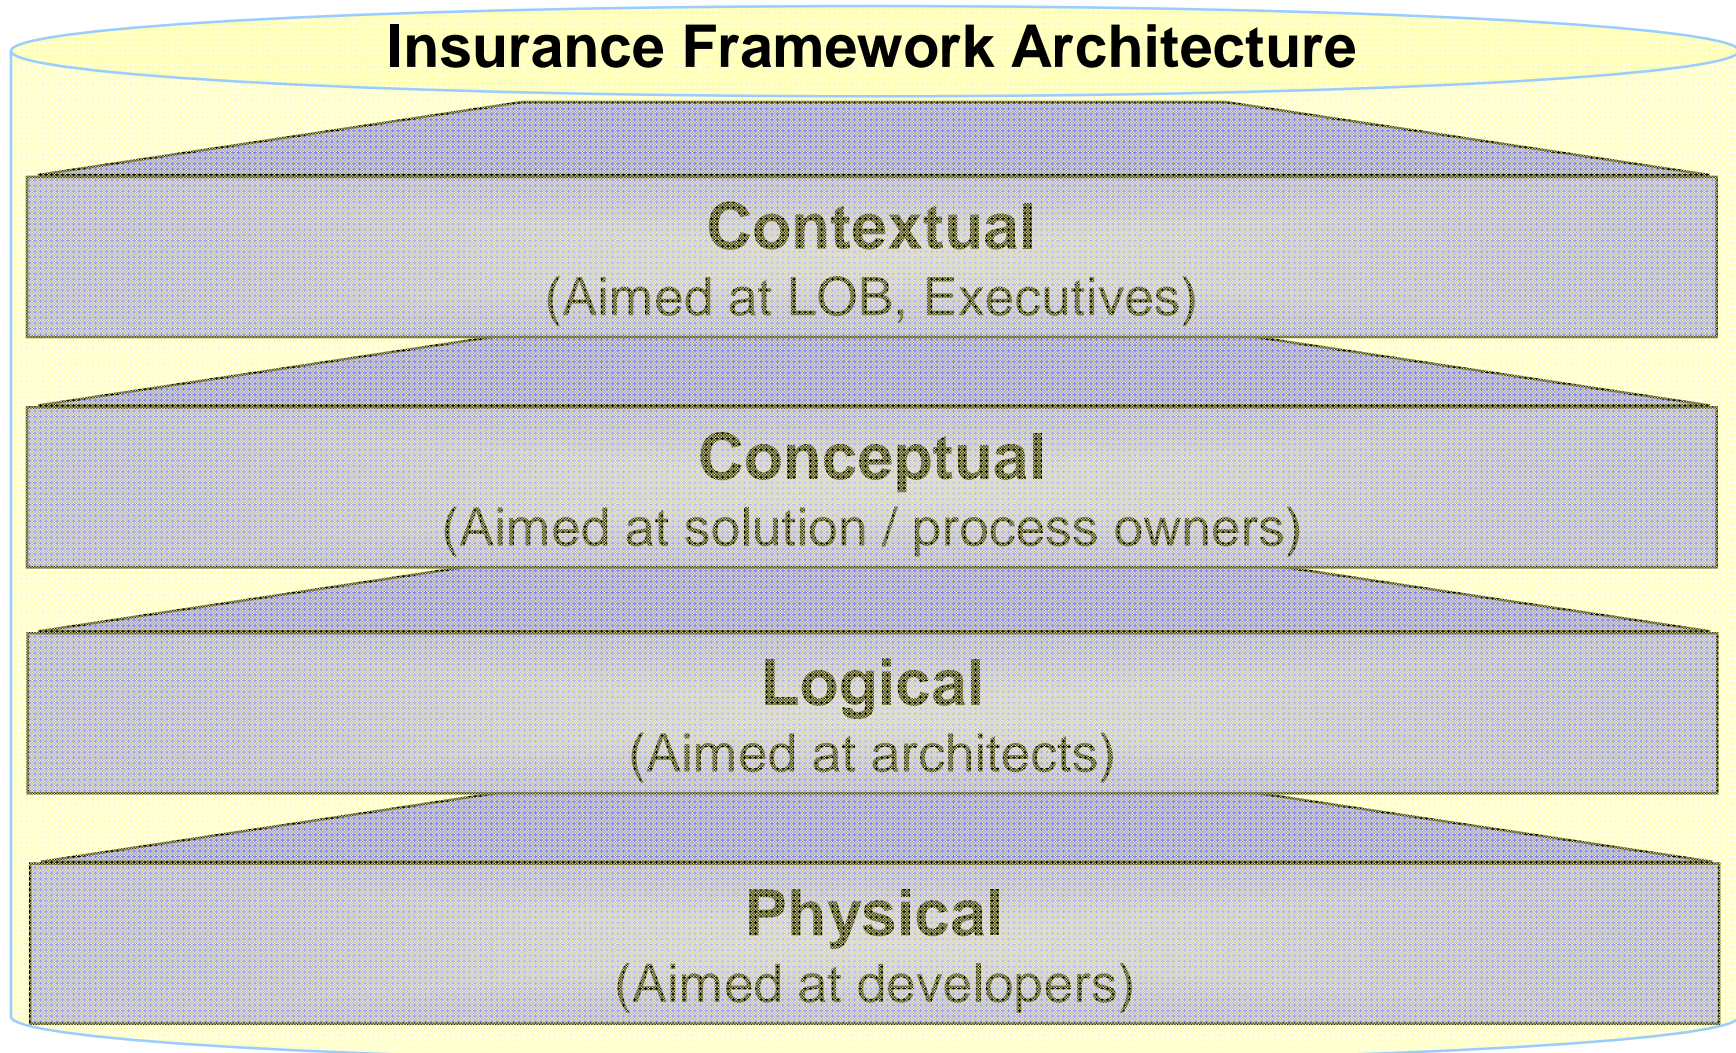 Insurance Framework Architecture
Contextual
(Aimed at LOB, Executives)
Conceptual
(Aimed at solution / process owners)
Logical
(Aimed at architects)
Physical
(Aimed at developers)